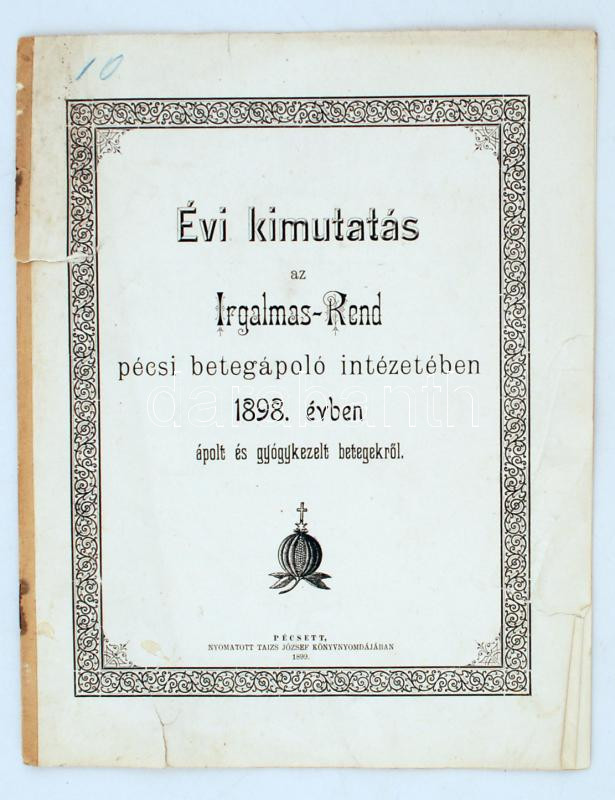 10
Évi kimutatás
az
Irgalmas-Rend
pécsi betegápoló intézetében
darabanth
1898. évben
ápolt és gyógykezelt betegekről.
PÉCSETT,
NYOMATOTT TAIZS JÓZSEF KÖNYVNYOMDÁJÁBAN
1899.